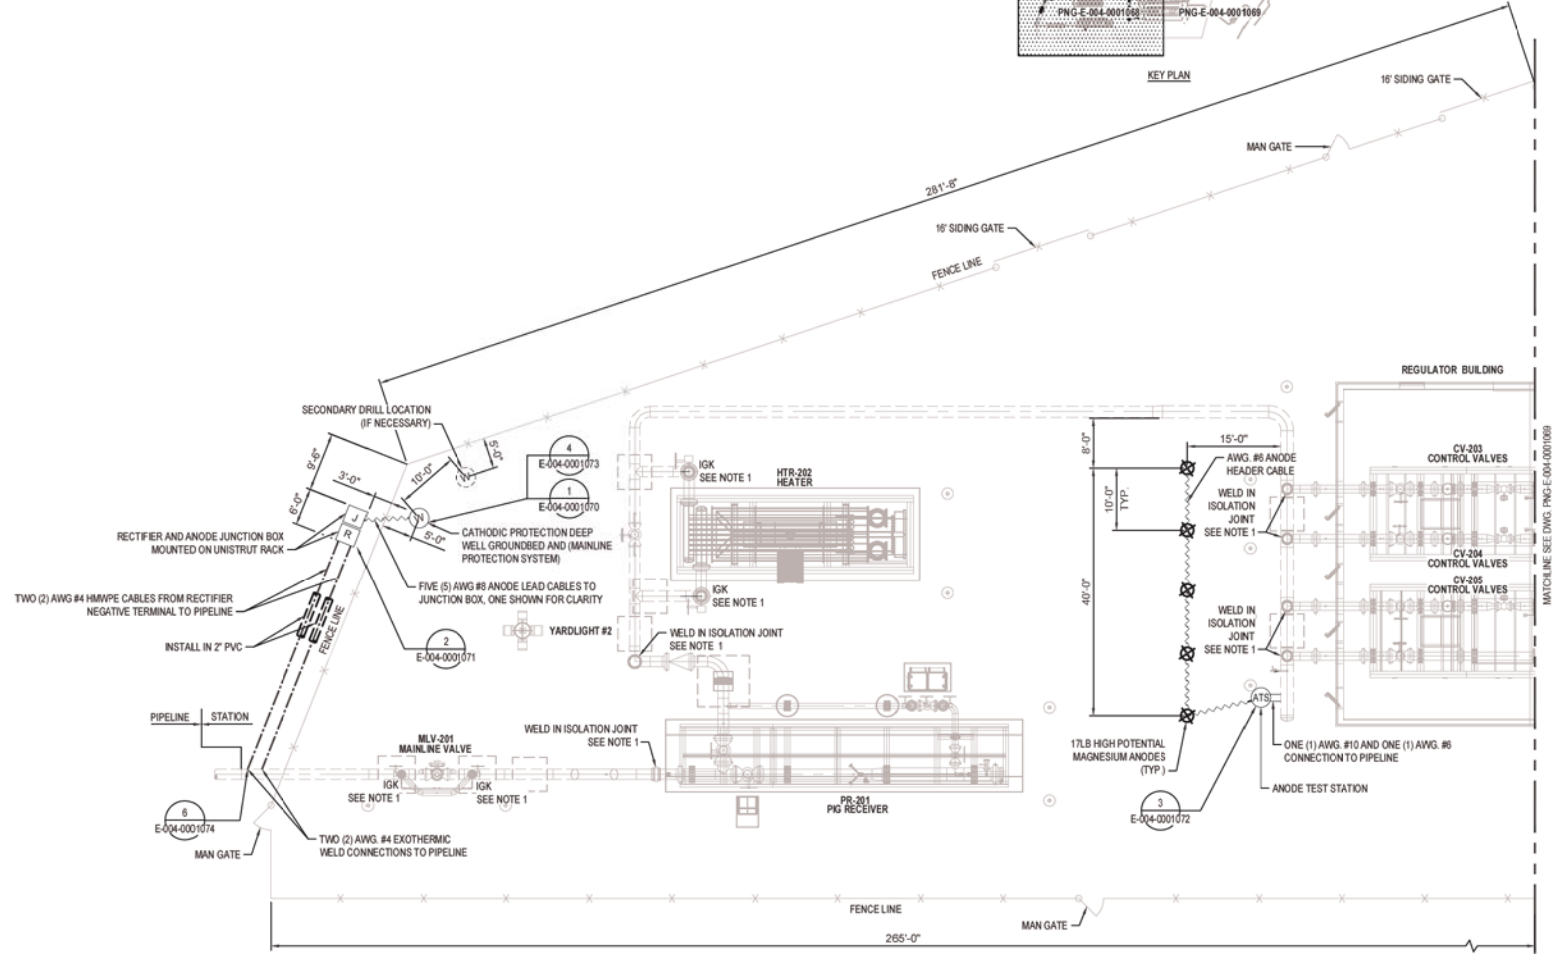 PNG-E-004-0001068
PNG-E-004-0001069
KEY PLAN
16' SIDING GATE
MAN GATE
281'-8"
16' SIDING GATE
FENCE LINE
REGULATOR BUILDING
SECONDARY DRILL LOCATION
(IF NECESSARY)
9'-6"
5'-0"
10'-0"
3'-0"
6'-0"
5'-0"
W
W
J
R
4
E-004-0001073
1
E-004-0001070
RECTIFIER AND ANODE JUNCTION BOX
MOUNTED ON UNISTRUT RACK
CATHODIC PROTECTION DEEP
WELL GROUNDBED AND (MAINLINE
PROTECTION SYSTEM)
TWO (2) AWG #4 HMWPE CABLES FROM RECTIFIER
NEGATIVE TERMINAL TO PIPELINE
FIVE (5) AWG #8 ANODE LEAD CABLES TO
JUNCTION BOX, ONE SHOWN FOR CLARITY
INSTALL IN 2" PVC
FENCE LINE
2
E-004-0001071
YARDLIGHT #2
IGK
SEE NOTE 1
HTR-202
HEATER
IGK
SEE NOTE 1
WELD IN ISOLATION JOINT
SEE NOTE 1
8'-0"
15'-0"
AWG. #6 ANODE
HEADER CABLE
10'-0"
TYP.
40'-0"
WELD IN
ISOLATION
JOINT
SEE NOTE 1
WELD IN
ISOLATION
JOINT
SEE NOTE 1
CV-203
CONTROL VALVES
CV-204
CONTROL VALVES
CV-205
CONTROL VALVES
MATCHLINE SEE DWG. PNG-E-004-0001069
PIPELINE
STATION
MLV-201
MAINLINE VALVE
IGK
SEE NOTE 1
IGK
SEE NOTE 1
WELD IN ISOLATION JOINT
SEE NOTE 1
PR-201
PIG RECEIVER
ATS
17LB HIGH POTENTIAL
MAGNESIUM ANODES
(TYP.)
ONE (1) AWG. #10 AND ONE (1) AWG. #6
CONNECTION TO PIPELINE
ANODE TEST STATION
3
E-004-0001072
6
E-004-0001074
MAN GATE
TWO (2) AWG. #4 EXOTHERMIC
WELD CONNECTIONS TO PIPELINE
FENCE LINE
MAN GATE
265'-0"